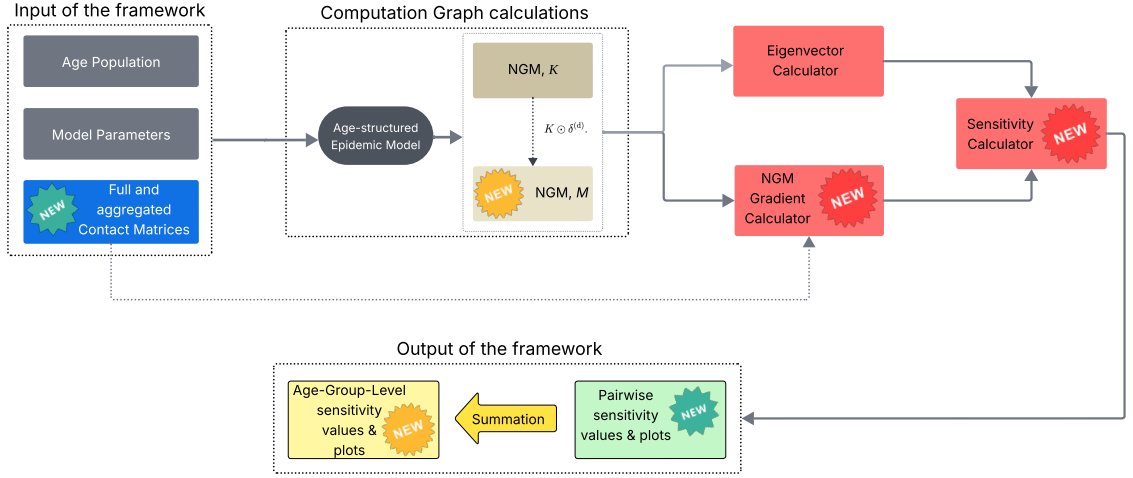 Input of the framework
Age Population
Model Parameters
NEW
Full and
aggregated
Contact Matrices
Computation Graph calculations
Age-structured
Epidemic Model
NGM, K
K ⊙ δ(d).
NEW
NGM, M
Eigenvector
Calculator
NGM
Gradient
Calculator
NEW
Sensitivity
Calculator
NEW
Output of the framework
Age-Group-Level
sensitivity
values &
plots
NEW
Summation
Pairwise
sensitivity
values & plots
NEW